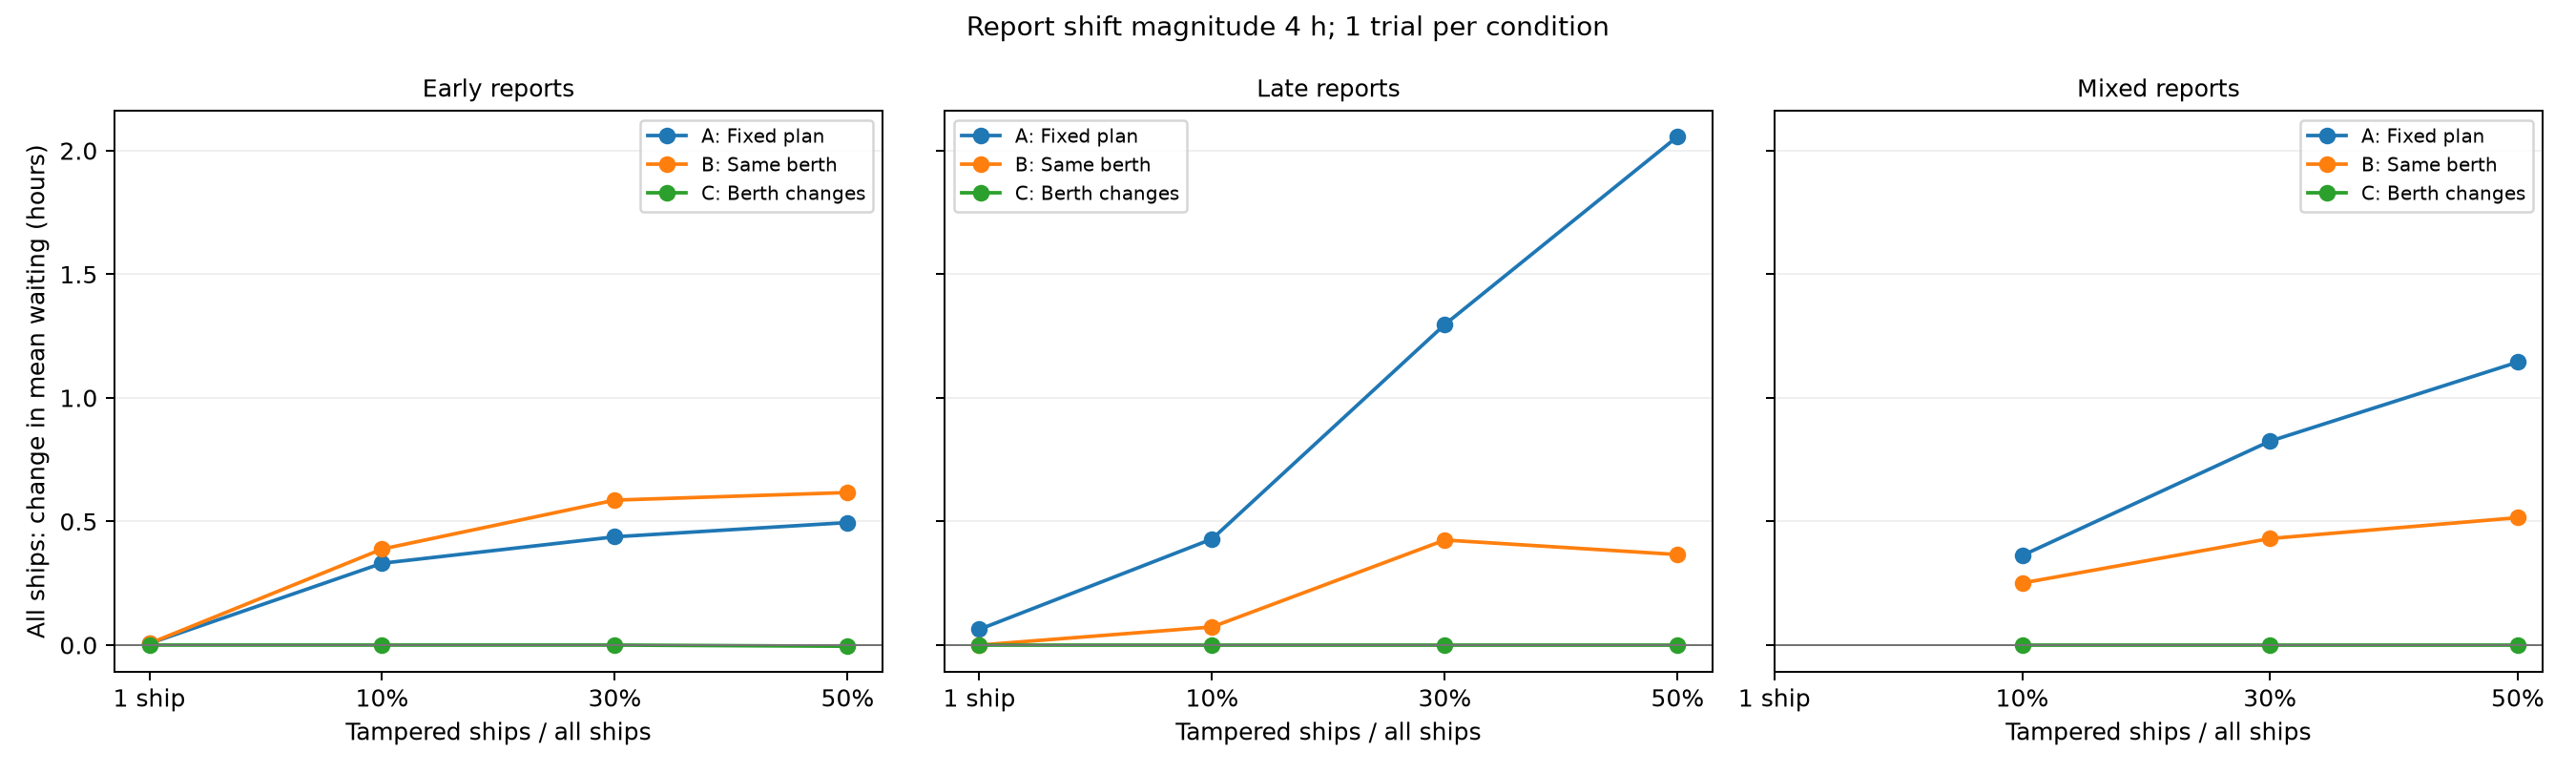 Report shift magnitude 4 h; 1 trial per condition
Early reports
All ships: change in mean waiting (hours)
2.0
1.5
1.0
0.5
0.0
A: Fixed plan
B: Same berth
C: Berth changes
1 ship
10%
30%
50%
Tampered ships / all ships
Late reports
A: Fixed plan
B: Same berth
C: Berth changes
1 ship
10%
30%
50%
Tampered ships / all ships
Mixed reports
A: Fixed plan
B: Same berth
C: Berth changes
1 ship
10%
30%
50%
Tampered ships / all ships